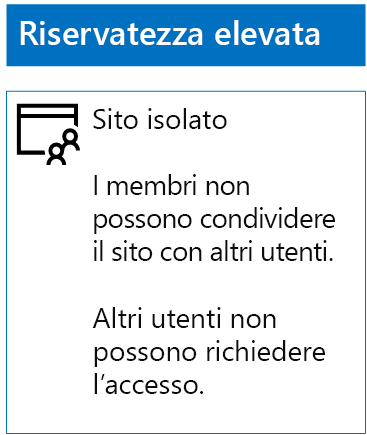 Riservatezza elevata
Sito isolato
I membri non
possono condividere
il sito con altri utenti.
Altri utenti non
possono richiedere
l’accesso.